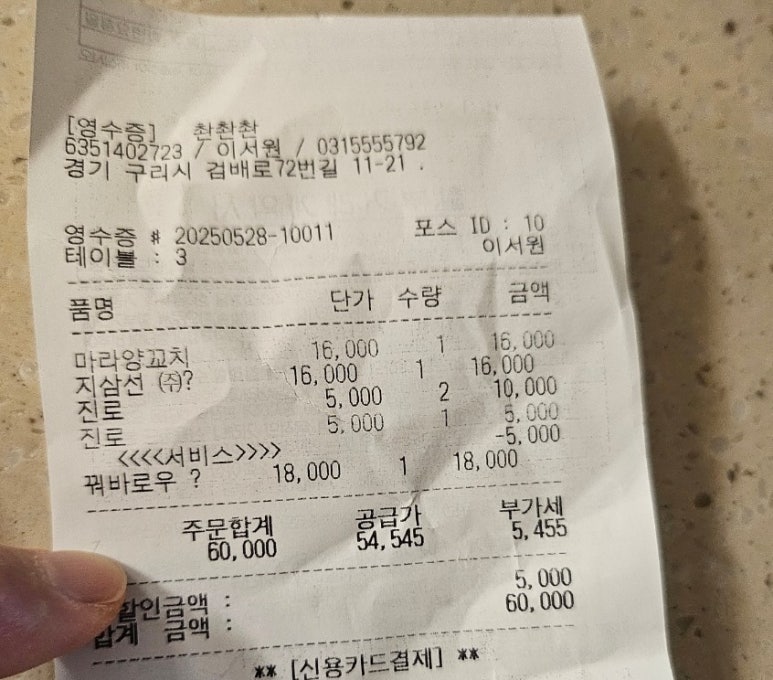 [영수증] 촨촨촨
6351402723 / 이서원 / 0315555792
경기 구리시 검배로72번길 11-21 .
영수증 # 20250528-10011 포스 ID : 10
테이블 : 3 이서원
품명 단가 수량 금액
마라양꼬치 16,000 1 16,000
지삼선 ㈜? 16,000 1 16,000
진로 5,000 2 10,000
진로 5,000 1 5,000
<<<<서비스>>>> -5,000
꿔바로우 ? 18,000 1 18,000
주문합계 공급가 부가세
60,000 54,545 5,455
할인금액 : 5,000
합계 금액 : 60,000
** [신용카드결제] **